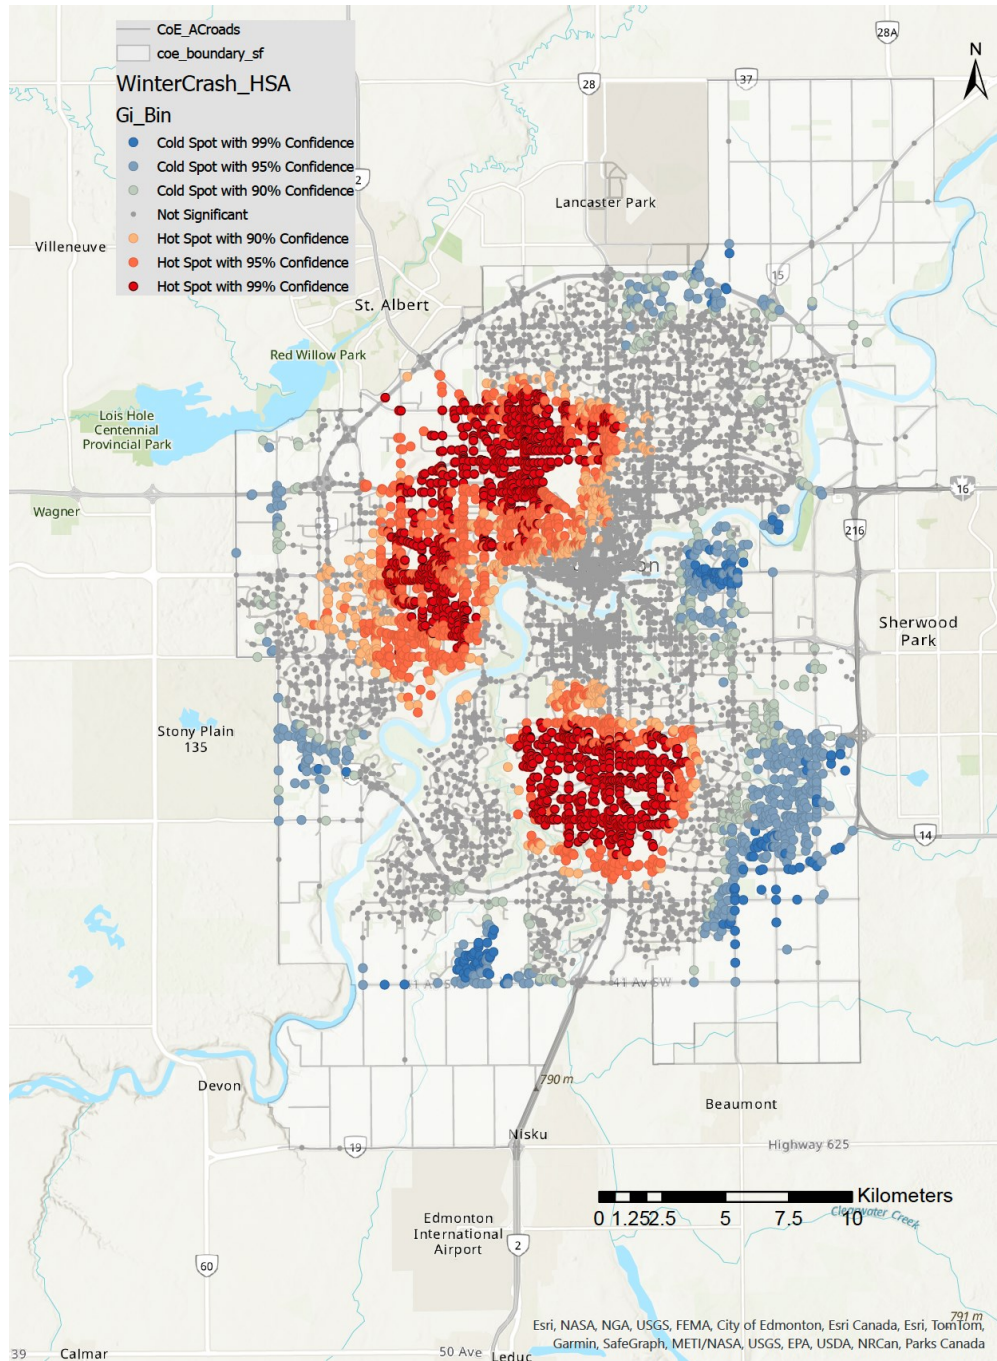 CoE_ACroads
coe_boundary_sf
WinterCrash_HSA
Gi_Bin
Cold Spot with 99% Confidence
Cold Spot with 95% Confidence
Cold Spot with 90% Confidence
Not Significant
Hot Spot with 90% Confidence
Hot Spot with 95% Confidence
Hot Spot with 99% Confidence
28A
N
28
37
2
Lancaster Park
Villeneuve
15
St. Albert
Red Willow Park
Lois Hole
Centennial
Provincial Park
16
Wagner
216
on
Sherwood
Park
Stony Plain
135
14
41 AV SW
790 m
Devon
Beaumont
Nisku
19
Highway 625
Kilometers
0 1.252.5 5 7.5 10
Clearwater Creek
Edmonton
International
Airport
2
60
791 m
Esri, NASA, NGA, USGS, FEMA, City of Edmonton, Esri Canada, Esri, TomTom,
Garmin, SafeGraph, METI/NASA, USGS, EPA, USDA, NRCan, Parks Canada
39
Calmar
50 Ave
Leduc